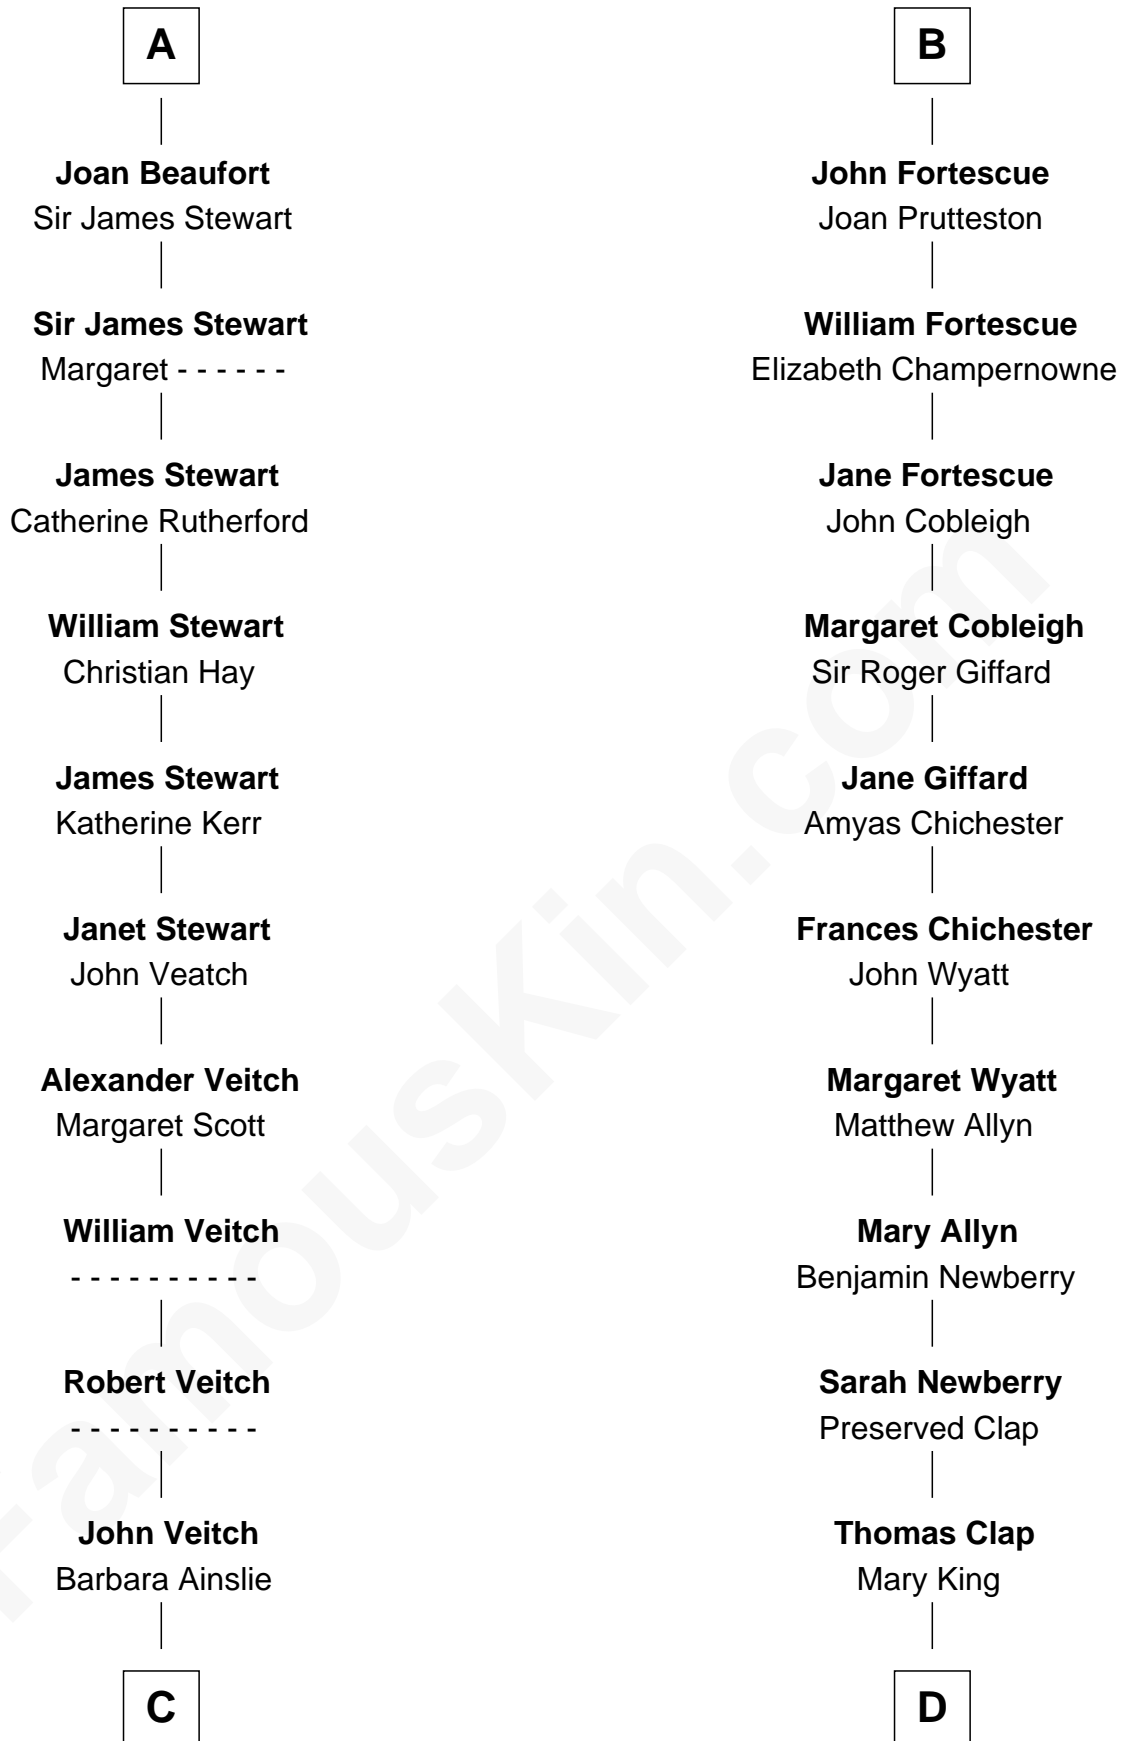 A
Joan Beaufort
Sir James Stewart
Sir James Stewart
Margaret - - - - - -
James Stewart
Catherine Rutherford
William Stewart
Christian Hay
James Stewart
Katherine Kerr
Janet Stewart
John Veatch
Alexander Veitch
Margaret Scott
William Veitch
- - - - - - - - - -
Robert Veitch
- - - - - - - - - -
John Veitch
Barbara Ainslie
C
B
John Fortescue
Joan Prutteston
William Fortescue
Elizabeth Champernowne
Jane Fortescue
John Cobleigh
Margaret Cobleigh
Sir Roger Giffard
Jane Giffard
Amyas Chichester
Frances Chichester
John Wyatt
Margaret Wyatt
Matthew Allyn
Mary Allyn
Benjamin Newberry
Sarah Newberry
Preserved Clap
Thomas Clap
Mary King
D
FamousKin.com